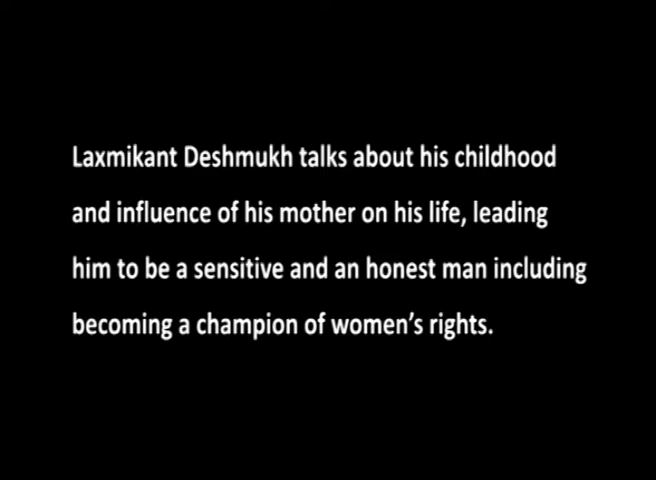 Laxmikant Deshmukh talks about his childhood
and influence of his mother on his life, leading
him to be a sensitive and an honest man including
becoming a champion of women’s rights.